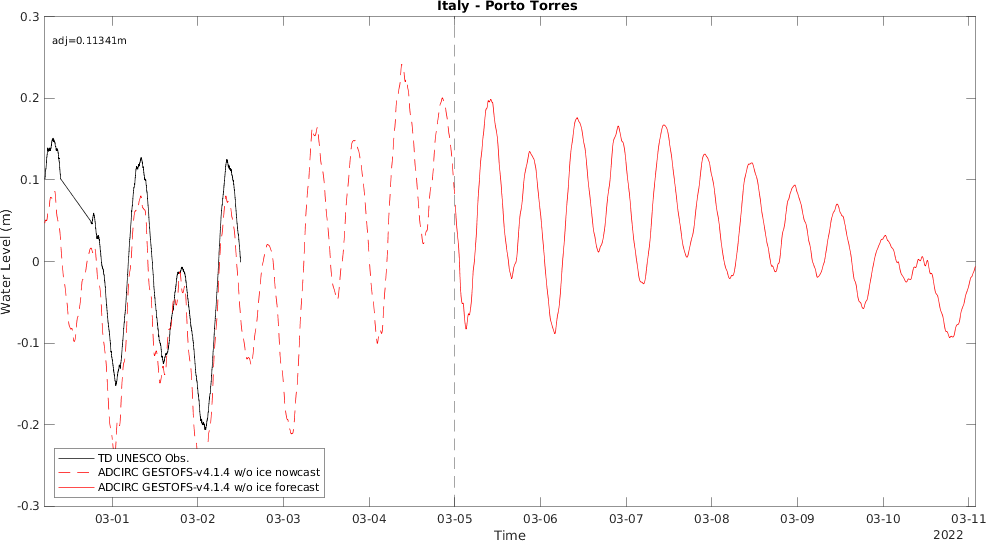 Italy - Porto Torres
adj=0.11341m
0.3
0.2
0.1
0
-0.1
-0.2
-0.3
Water Level (m)
TD UNESCO Obs.
ADCIRC GESTOFS-v4.1.4 w/o ice nowcast
ADCIRC GESTOFS-v4.1.4 w/o ice forecast
03-01 03-02 03-03 03-04 03-05 03-06 03-07 03-08 03-09 03-10 03-11
Time
2022